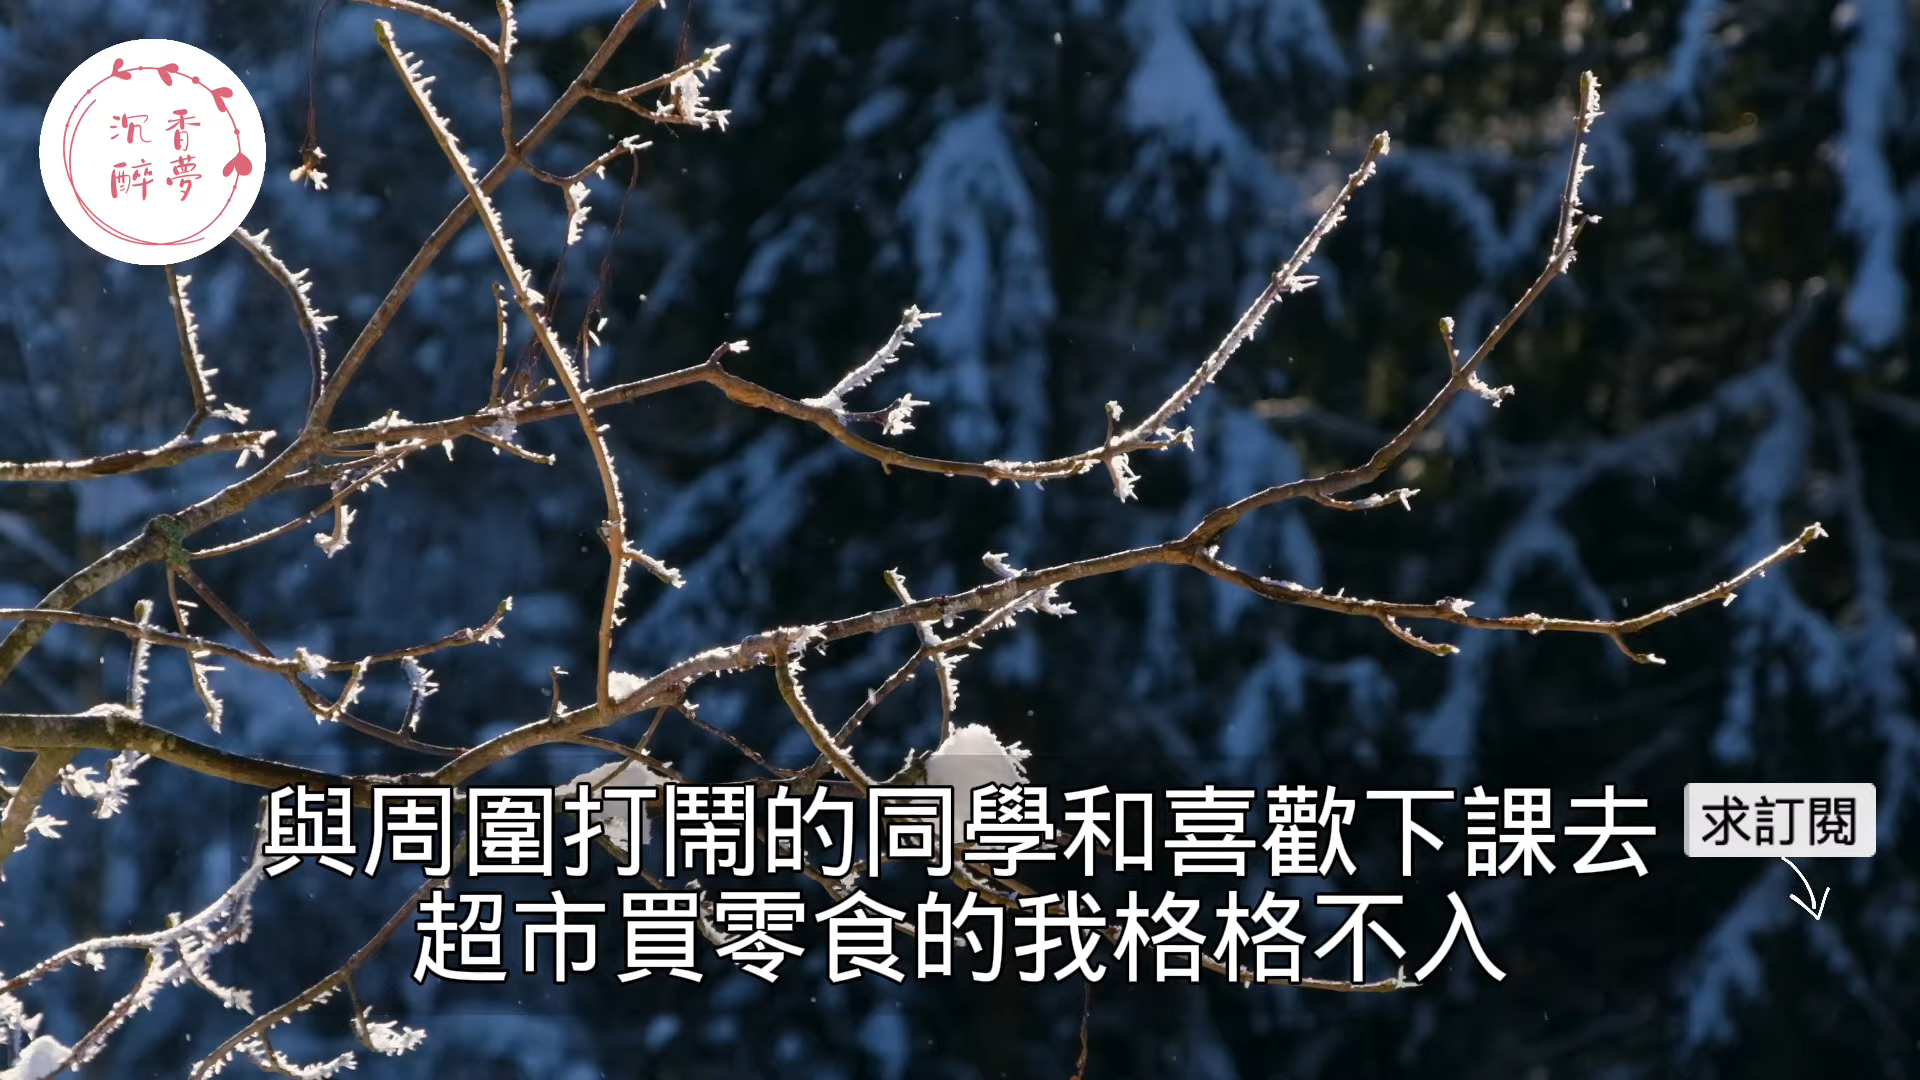 沉香
醉夢
與周圍打鬧的同學和喜歡下課去
超市買零食的我格格不入
求訂閱